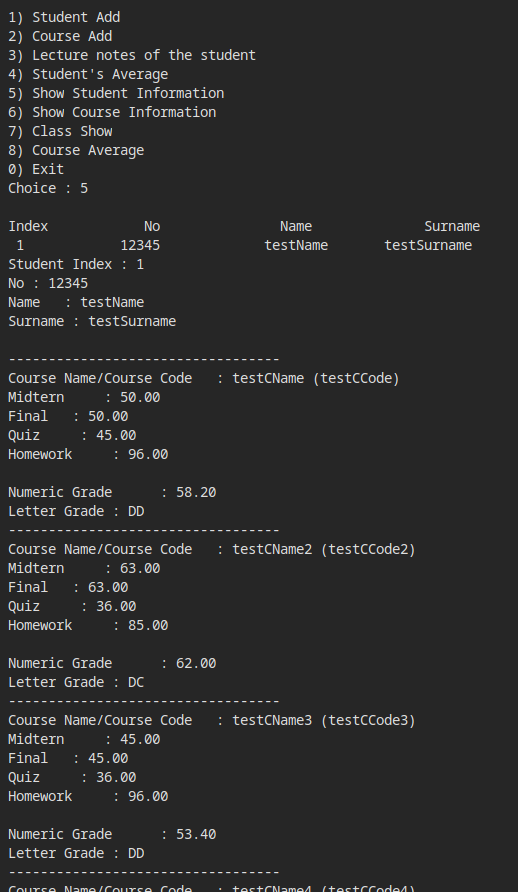 1) Student Add
2) Course Add
3) Lecture notes of the student
4) Student's Average
5) Show Student Information
6) Show Course Information
7) Class Show
8) Course Average
0) Exit
Choice : 5
Index No Name Surname
1 12345 testName testSurname
Student Index : 1
No : 12345
Name : testName
Surname : testSurname
----------------------------------
Course Name/Course Code : testCName (testCCode)
Midtern : 50.00
Final : 50.00
Quiz : 45.00
Homework : 96.00
Numeric Grade : 58.20
Letter Grade : DD
----------------------------------
Course Name/Course Code : testCName2 (testCCode2)
Midtern : 63.00
Final : 63.00
Quiz : 36.00
Homework : 85.00
Numeric Grade : 62.00
Letter Grade : DC
----------------------------------
Course Name/Course Code : testCName3 (testCCode3)
Midtern : 45.00
Final : 45.00
Quiz : 36.00
Homework : 96.00
Numeric Grade : 53.40
Letter Grade : DD
----------------------------------
Course Name/Course Code : testCName4 (testCCode4)